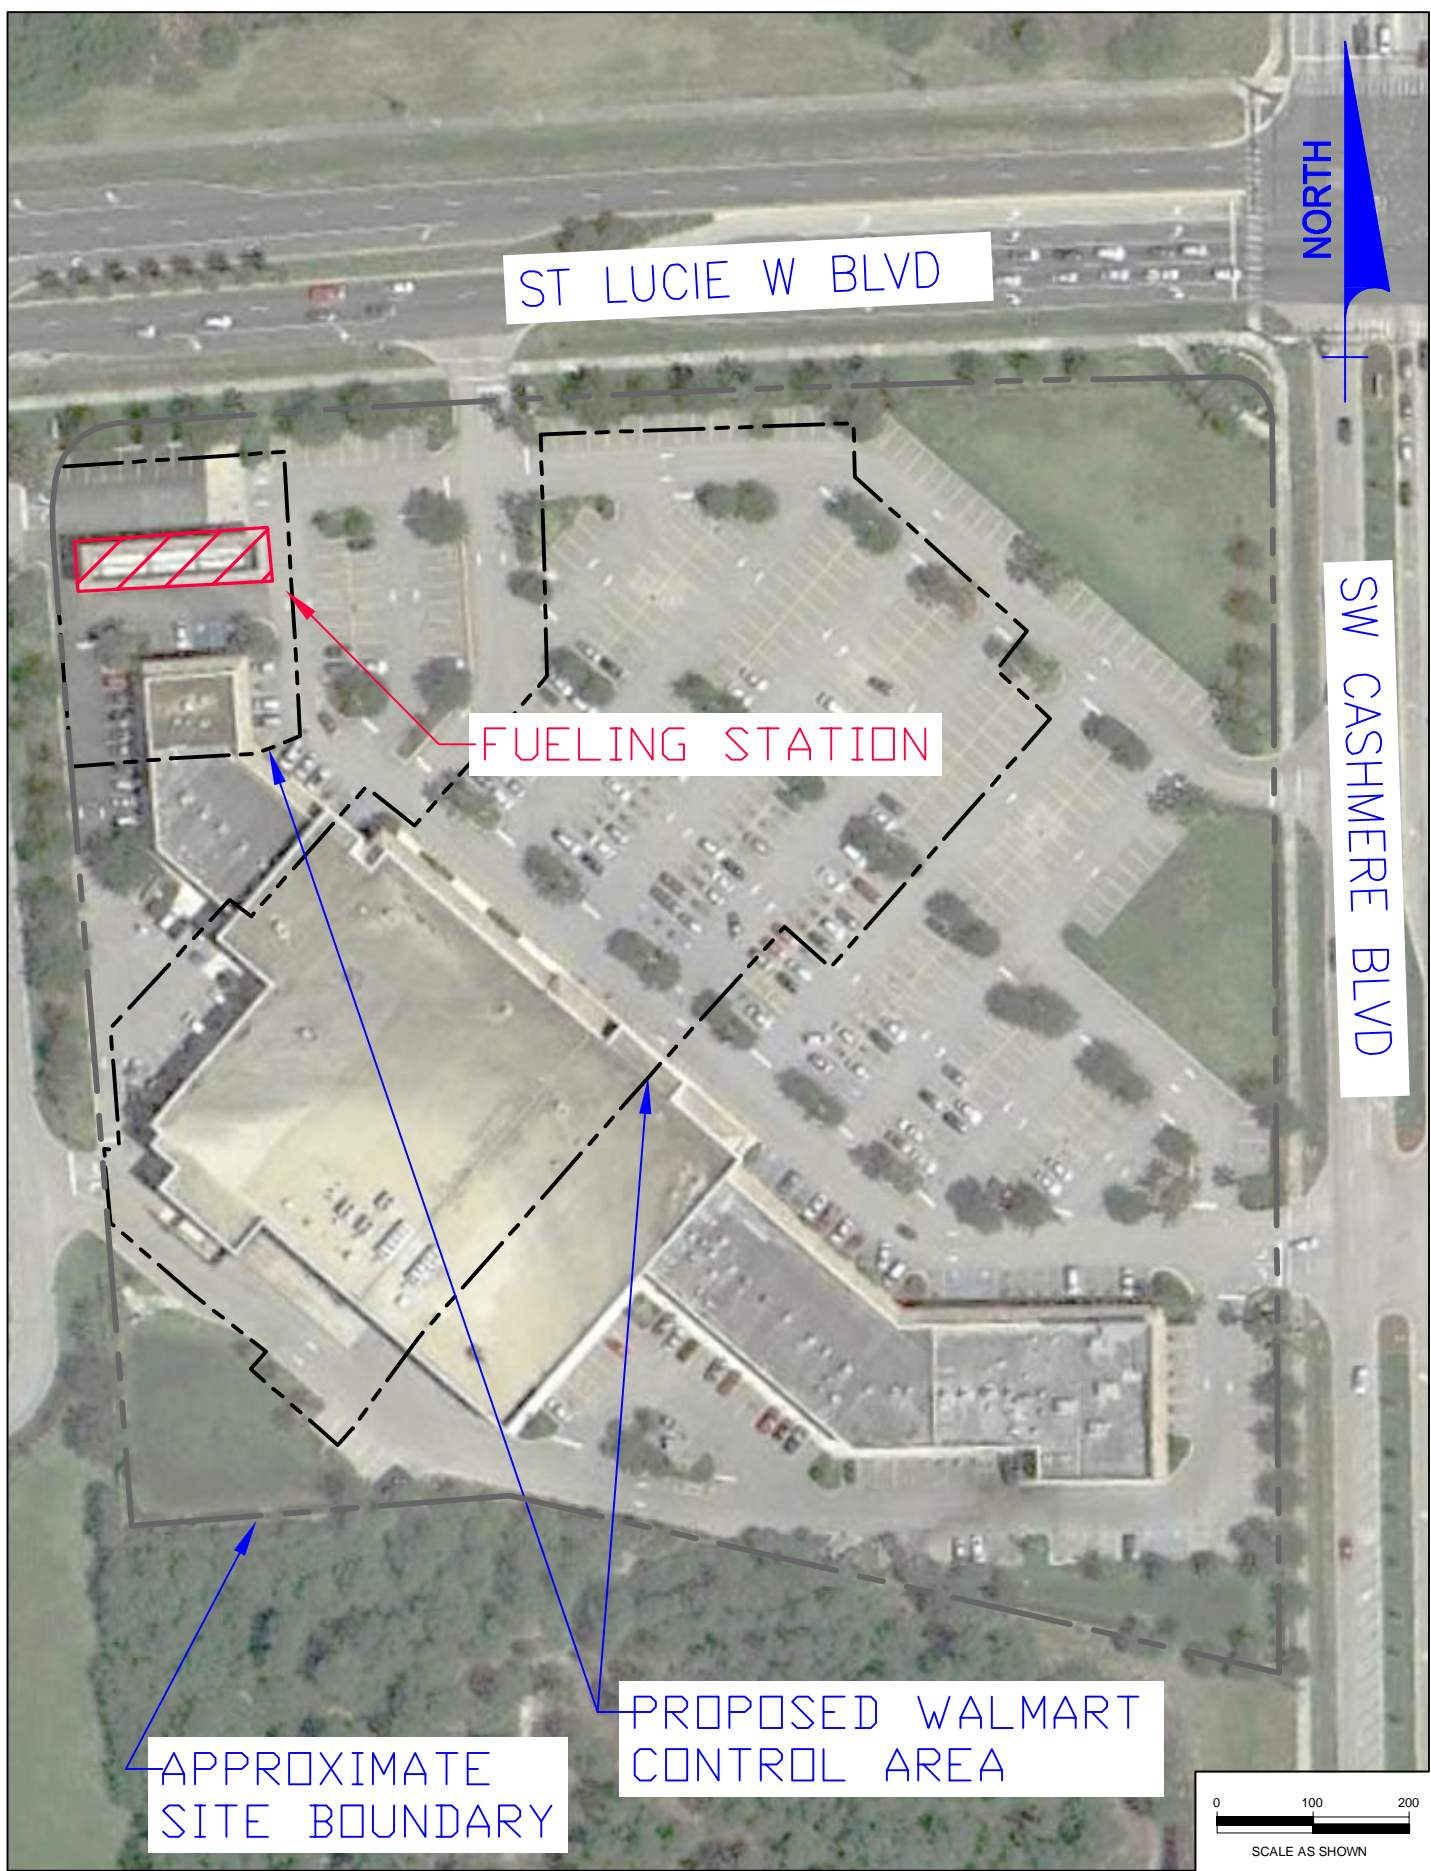 NORTH
ST LUCIE W BLVD
SW CASHMERE BLVD
FUELING STATION
PROPOSED WALMART
CONTROL AREA
APPROXIMATE
SITE BOUNDARY
0 100 200
SCALE AS SHOWN